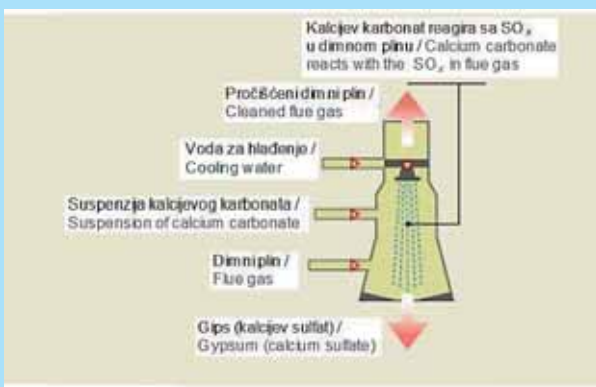 Kalcijev karbonat reagira sa SOx
u dimnom plinu / Calcium carbonate
reacts with the SOx in flue gas
Pročišćeni dimni plin /
Cleaned flue gas
Voda za hlađenje /
Cooling water
Suspenzija kalcijevog karbonata /
Suspension of calcium carbonate
Dimni plin /
Flue gas
Gips (kalcijev sulfat) /
Gypsum (calcium sulfate)